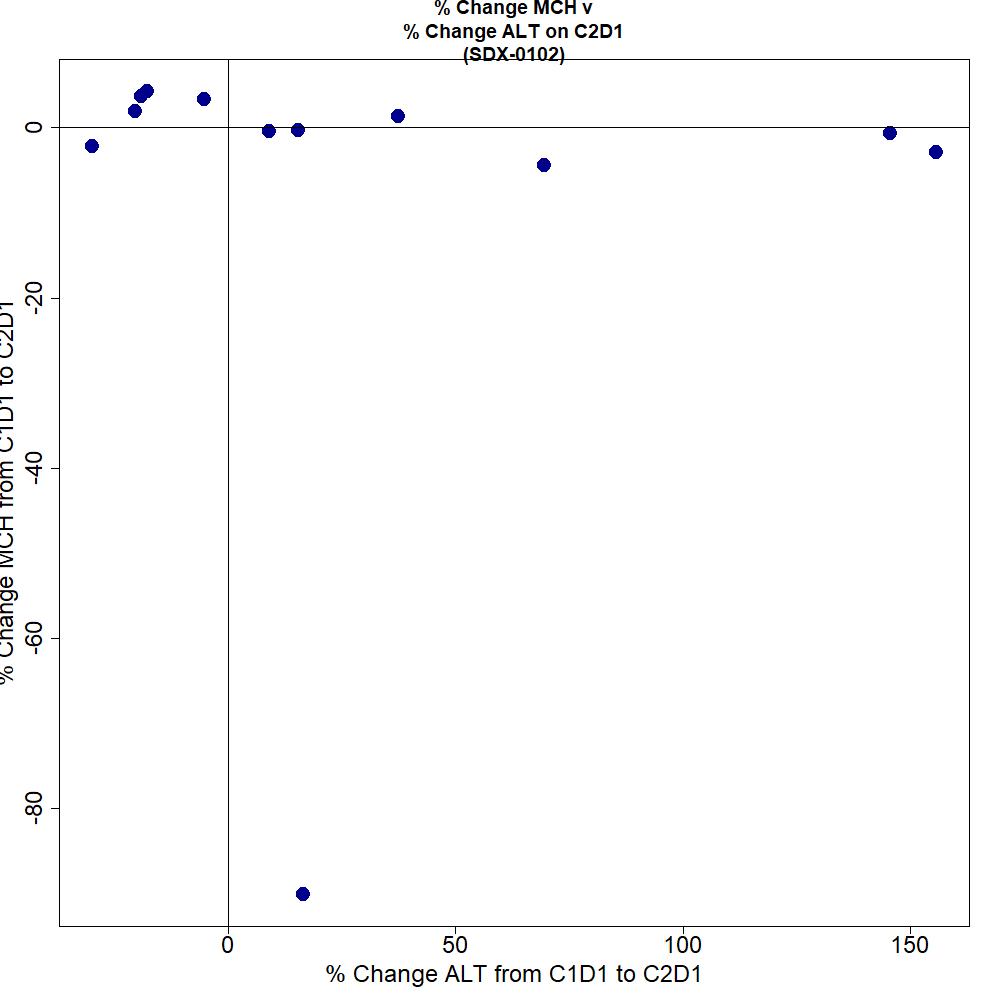 % Change MCH v
% Change ALT on C2D1
(SDX-0102)
0
-20
-40
-60
-80
% Change MCH from C1D1 to C2D1
0
50
100
150
% Change ALT from C1D1 to C2D1